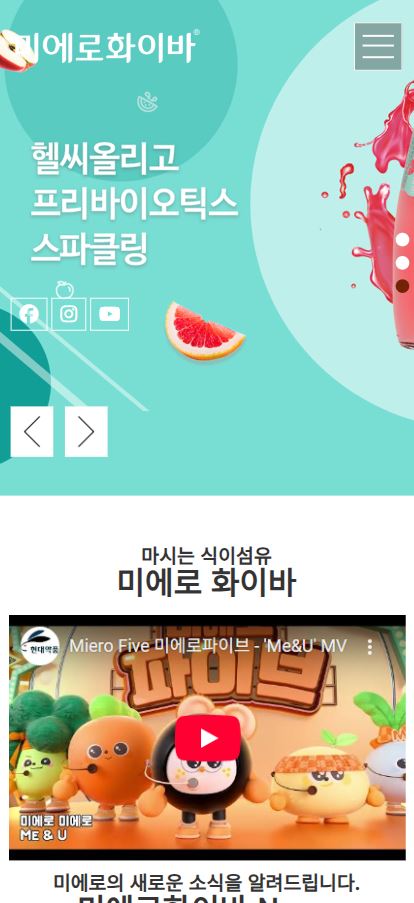 미에로화이바®
헬씨올리고
프리바이오틱스
스파클링
마시는 식이섬유
미에로 화이바
현대약품
Miero Five 미에로파이브 - 'Me&U' MV
파이브
미에로 미에로
ME & U
미에로의 새로운 소식을 알려드립니다.